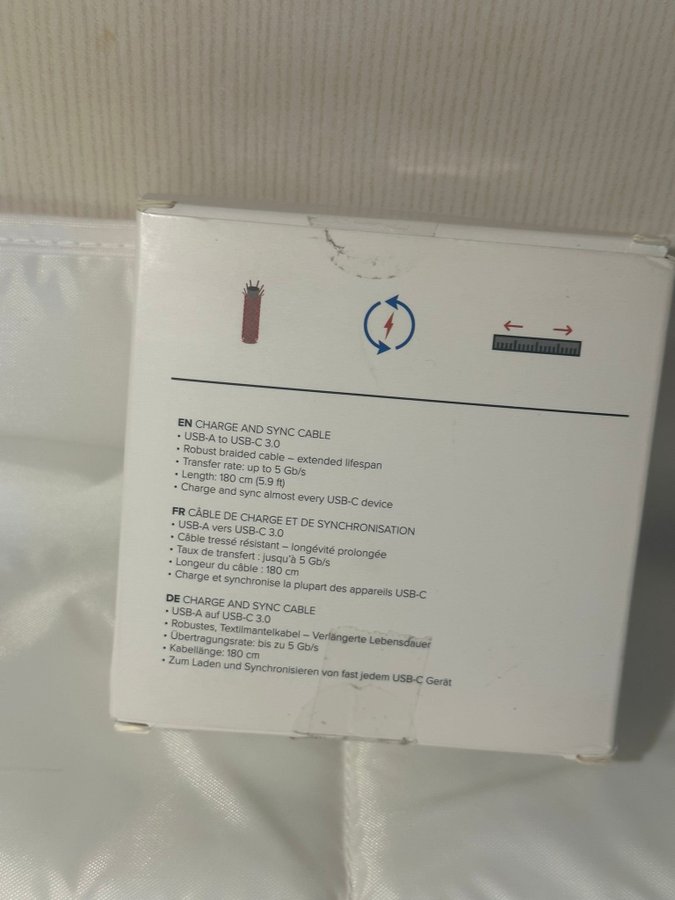 EN CHARGE AND SYNC CABLE
• USB-A to USB-C 3.0
• Robust braided cable – extended lifespan
• Transfer rate: up to 5 Gb/s
• Length: 180 cm (5.9 ft)
• Charge and sync almost every USB-C device
FR CÂBLE DE CHARGE ET DE SYNCHRONISATION
• USB-A vers USB-C 3.0
• Câble tressé résistant – longévité prolongée
• Taux de transfert : jusqu'à 5 Gb/s
• Longeur du câble : 180 cm
• Charge et synchronise la plupart des appareils USB-C
DE CHARGE AND SYNC CABLE
• USB-A auf USB-C 3.0
• Robustes, Textilmantelkabel – Verlängerte Lebensdauer
• Übertragungsrate: bis zu 5 Gb/s
• Kabellänge: 180 cm
• Zum Laden und Synchronisieren von fast jedem USB-C Gerät